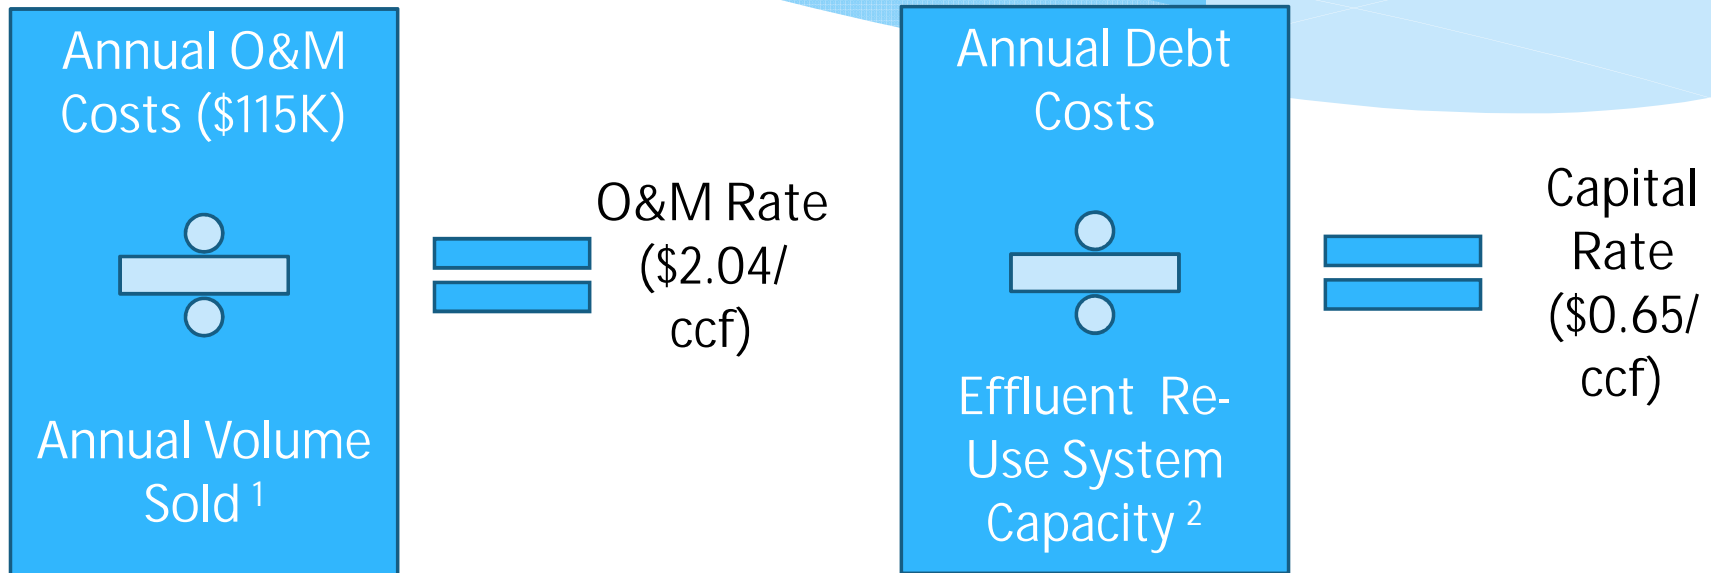 Annual O&M
Costs ($115K)
Annual Volume
Sold 1
O&M Rate
($2.04/
ccf)
Annual Debt
Costs
Effluent Re-
Use System
Capacity 2
Capital
Rate
($0.65/
ccf)